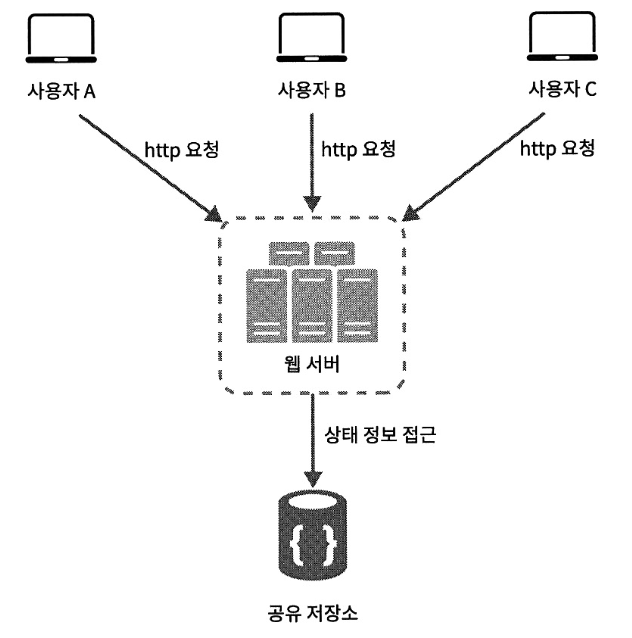 사용자 A
사용자 B
사용자 C
http 요청
http 요청
http 요청
웹 서버
상태 정보 접근
{ }
공유 저장소